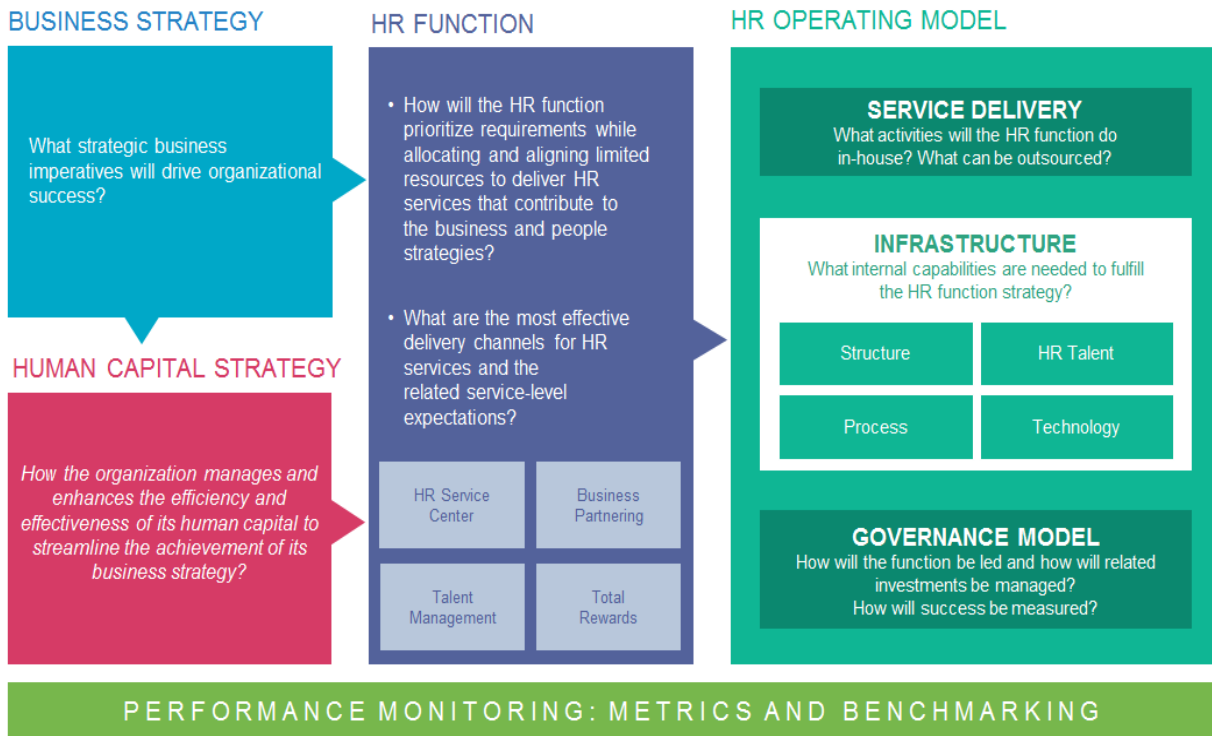 BUSINESS STRATEGY
What strategic business
imperatives will drive organizational
success?
HUMAN CAPITAL STRATEGY
How the organization manages and
enhances the efficiency and
effectiveness of its human capital to
streamline the achievement of its
business strategy?
HR FUNCTION
• How will the HR function
prioritize requirements while
allocating and aligning limited
resources to deliver HR
services that contribute to
the business and people
strategies?
• What are the most effective
delivery channels for HR
services and the
related service-level
expectations?
HR Service
Center
Business
Partnering
Talent
Management
Total
Rewards
HR OPERATING MODEL
SERVICE DELIVERY
What activities will the HR function do
in-house? What can be outsourced?
INFRASTRUCTURE
What internal capabilities are needed to fulfill
the HR function strategy?
Structure
HR Talent
Process
Technology
GOVERNANCE MODEL
How will the function be led and how will related
investments be managed?
How will success be measured?
PERFORMANCE MONITORING: METRICS AND BENCHMARKING